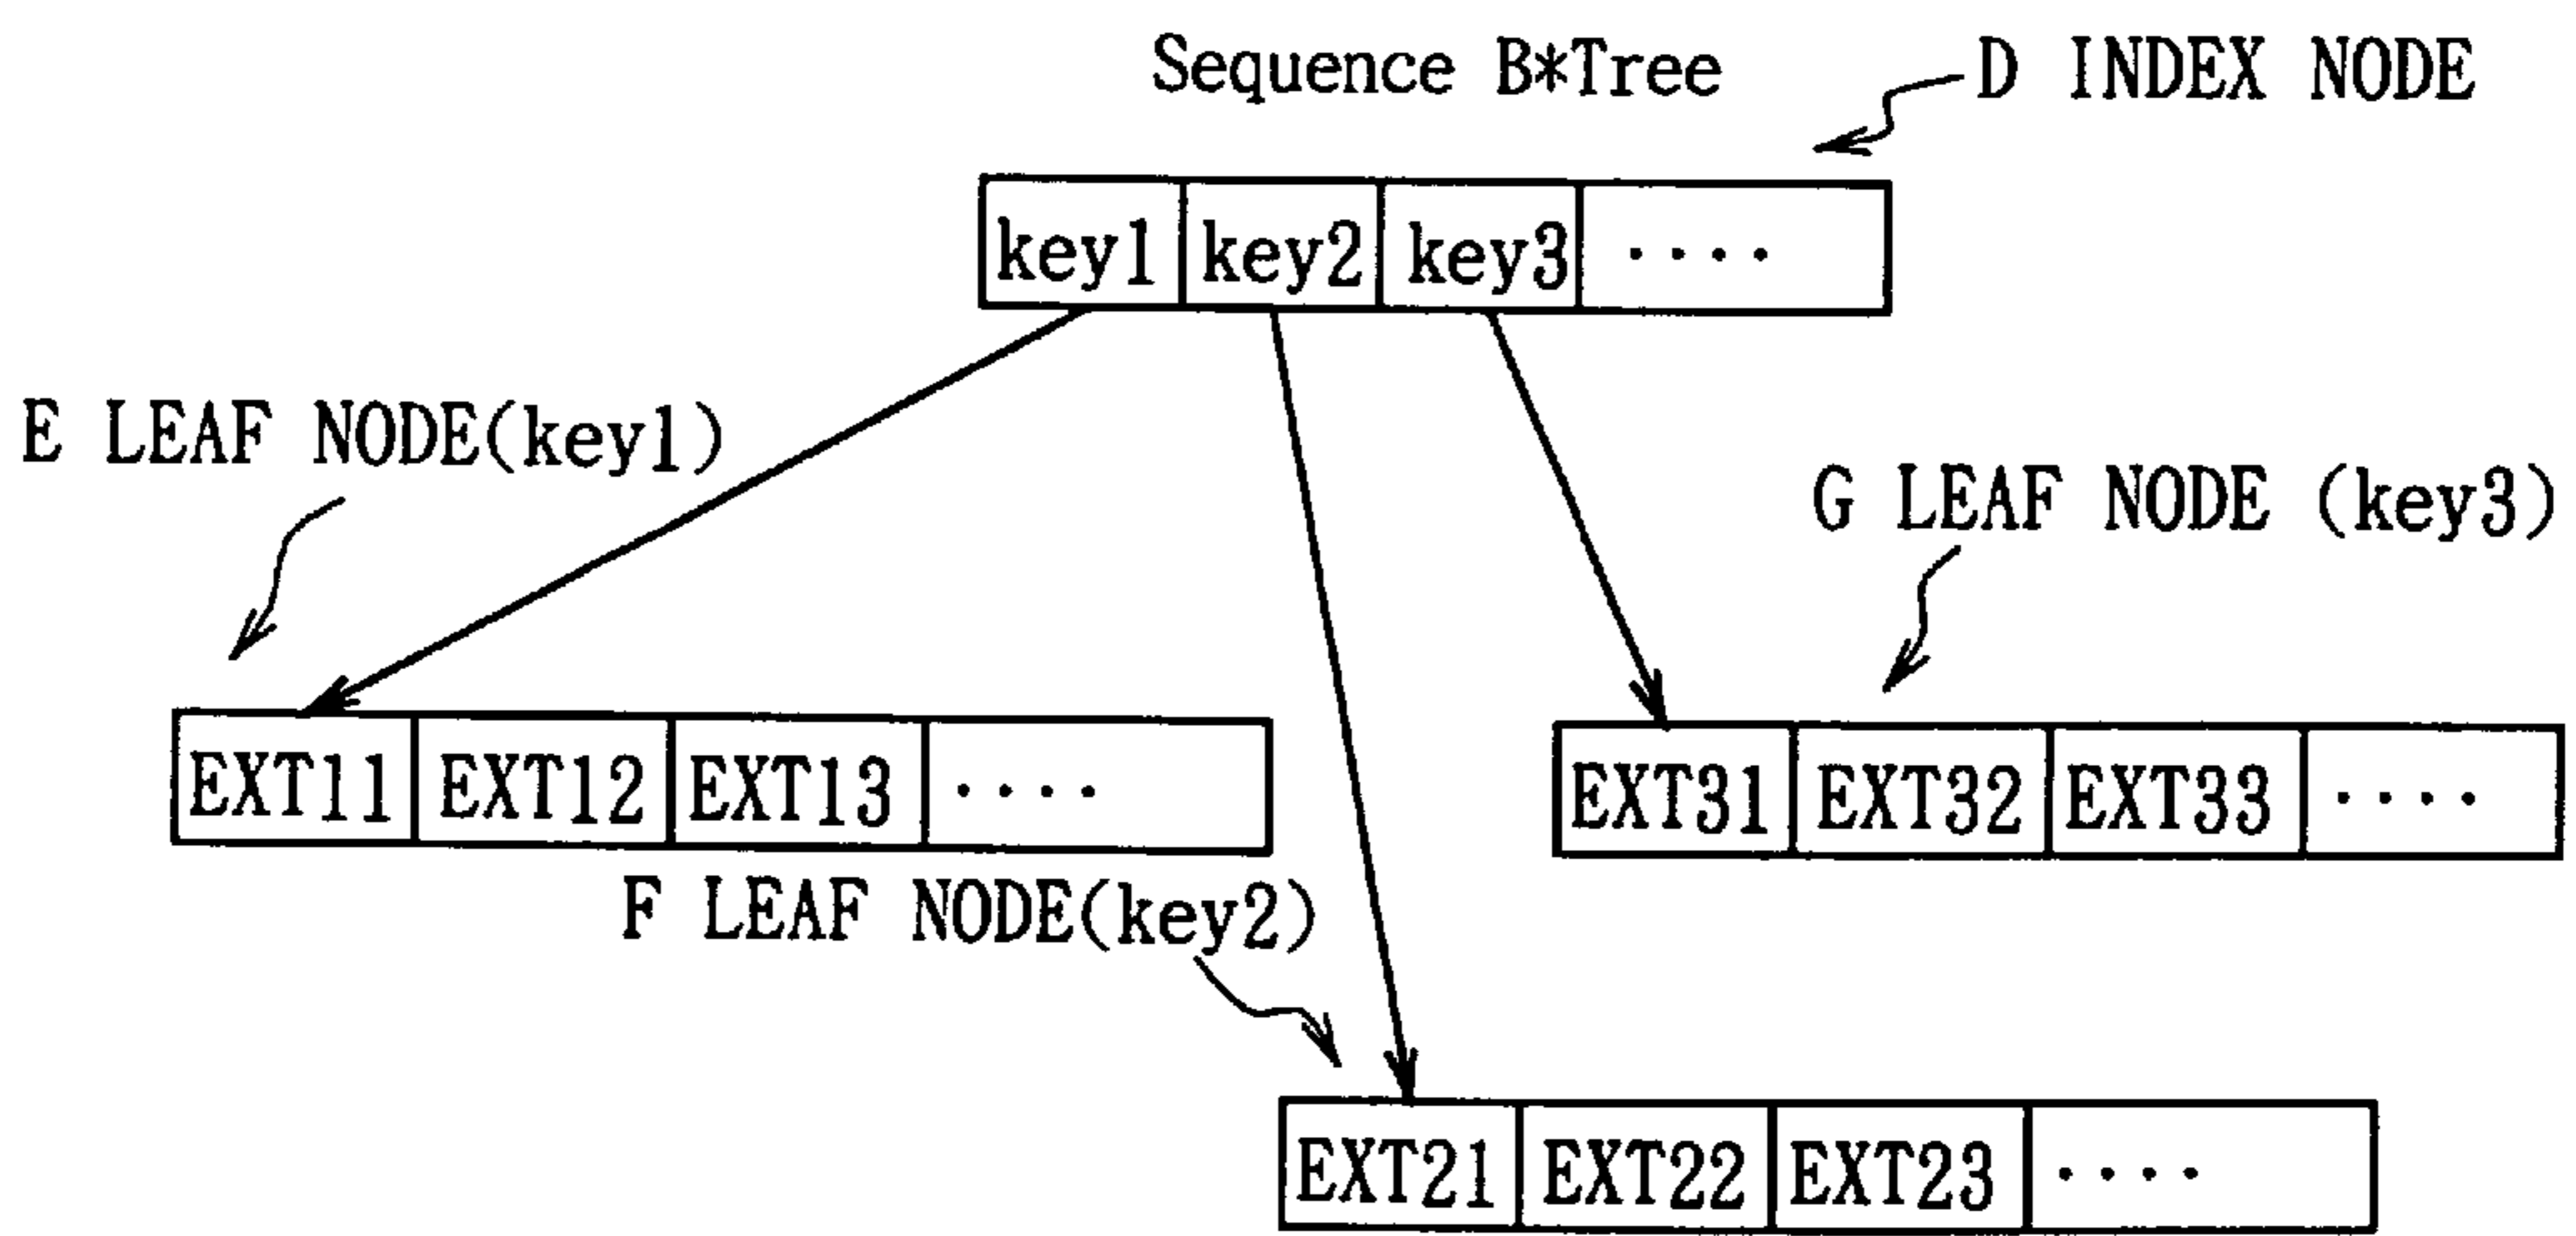 Sequence B*Tree
D INDEX NODE
key1 key2 key3 ....
E LEAF NODE(key1)
G LEAF NODE (key3)
EXT11 EXT12 EXT13 ....
EXT31 EXT32 EXT33 ....
F LEAF NODE(key2)
EXT21 EXT22 EXT23 ....